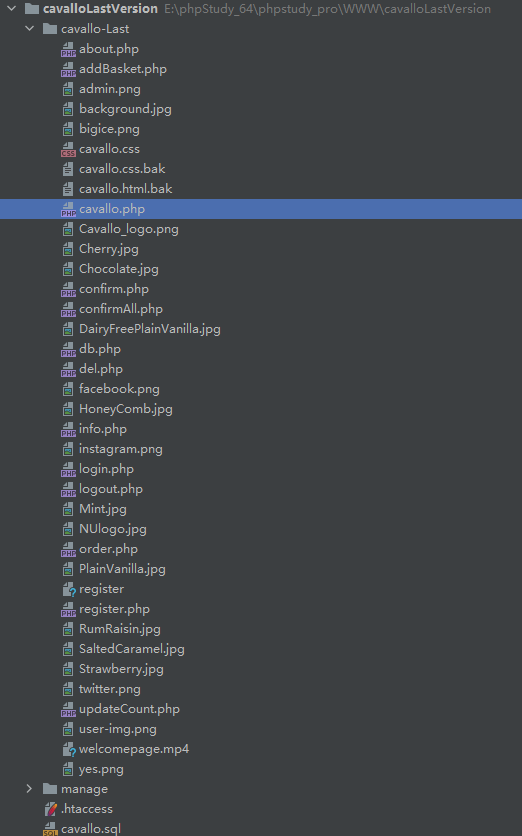 cavalloLastVersion E:\phpStudy_64\phpstudy_pro\WWW\cavalloLastVersion
cavallo-Last
about.php
addBasket.php
admin.png
background.jpg
bigice.png
cavallo.css
cavallo.css.bak
cavallo.html.bak
cavallo.php
Cavallo_logo.png
Cherry.jpg
Chocolate.jpg
confirm.php
confirmAll.php
DairyFreePlainVanilla.jpg
db.php
del.php
facebook.png
HoneyComb.jpg
info.php
instagram.png
login.php
logout.php
Mint.jpg
NUlogo.jpg
order.php
PlainVanilla.jpg
register
register.php
RumRaisin.jpg
SaltedCaramel.jpg
Strawberry.jpg
twitter.png
updateCount.php
user-img.png
welcomepage.mp4
yes.png
manage
.htaccess
cavallo.sql